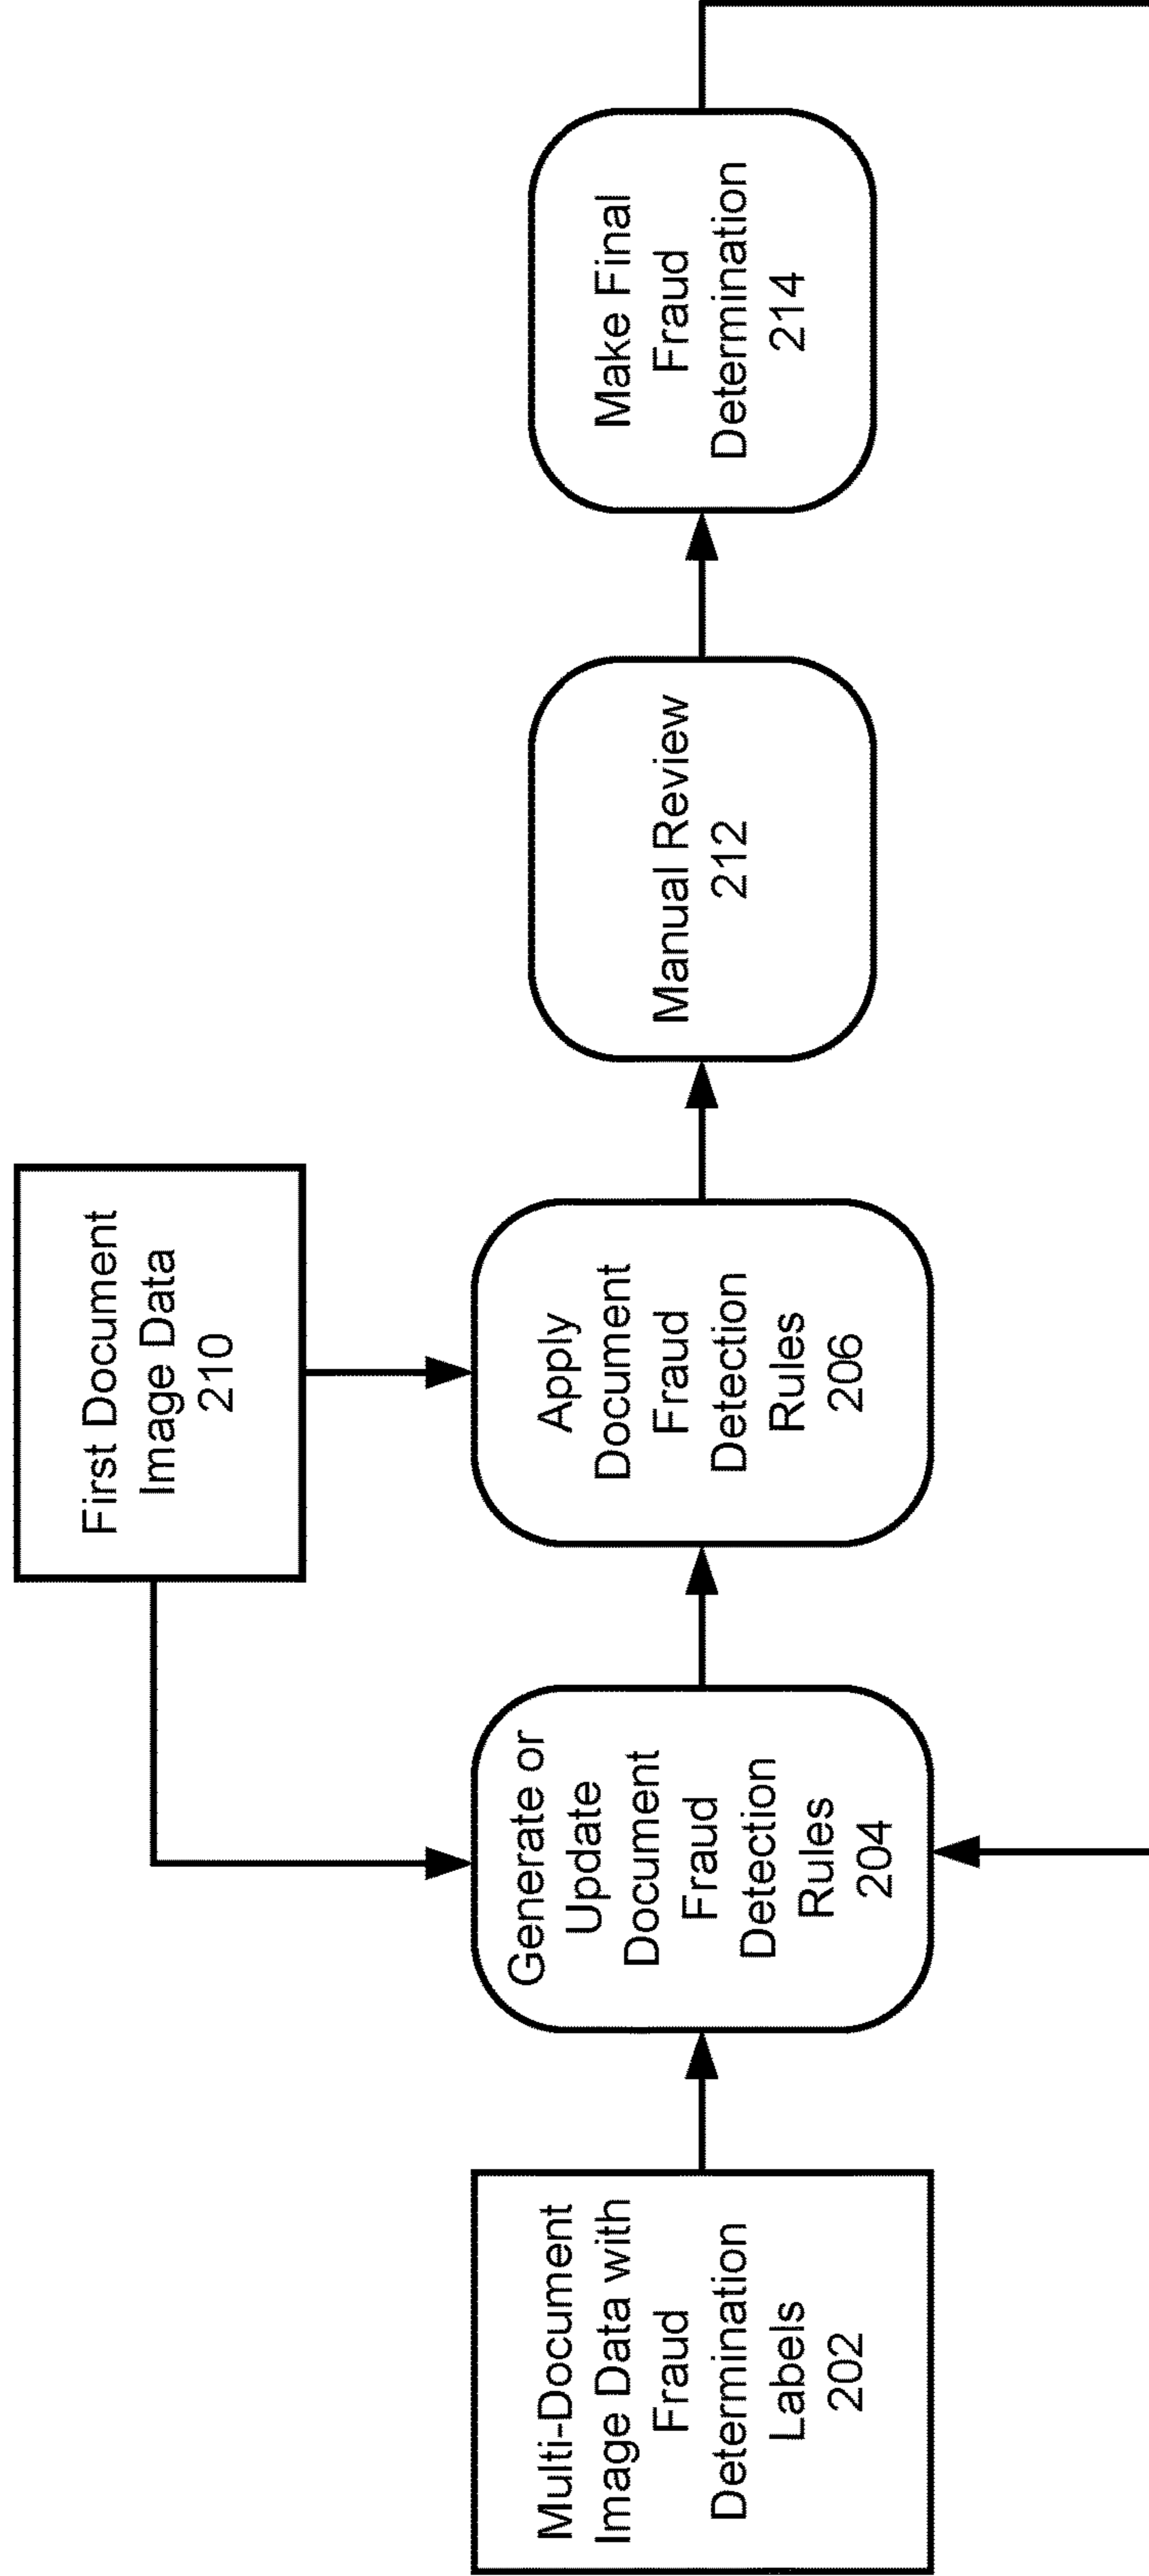 First Document
Image Data
210
Multi-Document
Image Data with
Fraud
Determination
Labels
202
Generate or
Update
Document
Fraud
Detection
Rules
204
Apply
Document
Fraud
Detection
Rules
206
Manual Review
212
Make Final
Fraud
Determination
214